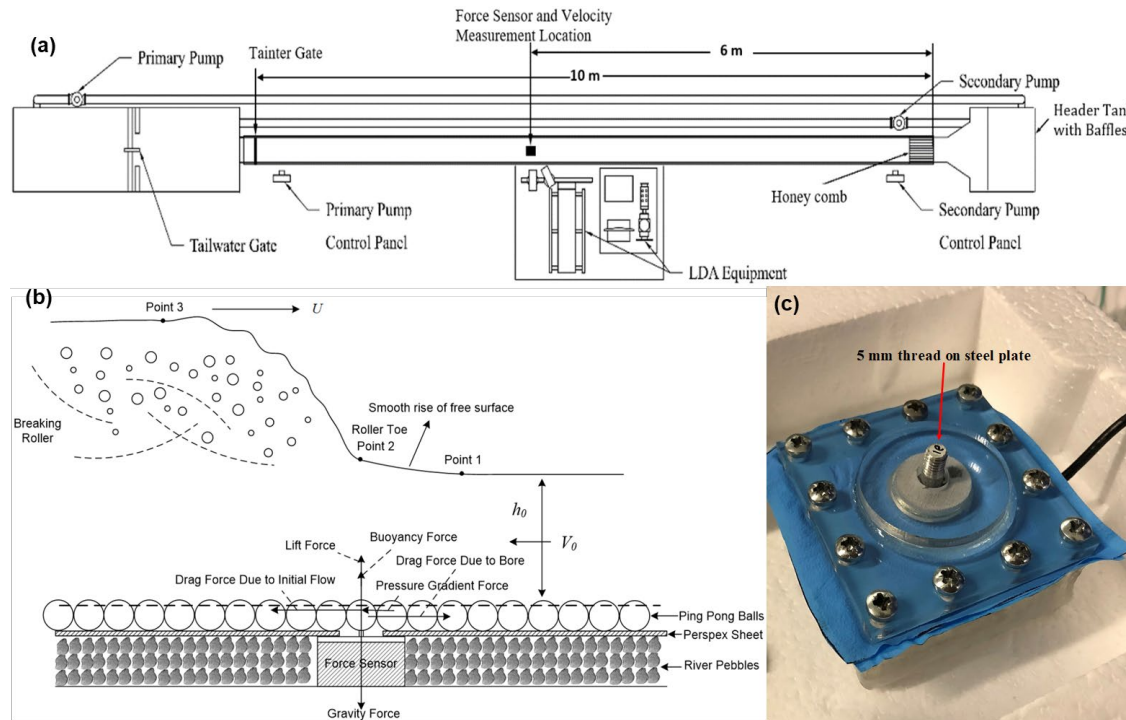 (a)
Force Sensor and Velocity
Measurement Location
Primary Pump
Tainter Gate
6 m
10 m
Secondary Pump
Header Tan
with Baffles
Honey comb
Primary Pump
Control Panel
Secondary Pump
Control Panel
Tailwater Gate
LDA Equipment
(b)
Point 3
U
Smooth rise of free surface
Roller Toe
Point 2
Breaking
Roller
Point 1
h0
V0
Lift Force
Buoyancy Force
Drag Force Due to Bore
Drag Force Due to Initial Flow
Pressure Gradient Force
Ping Pong Balls
Perspex Sheet
River Pebbles
Force Sensor
Gravity Force
(c)
5 mm thread on steel plate